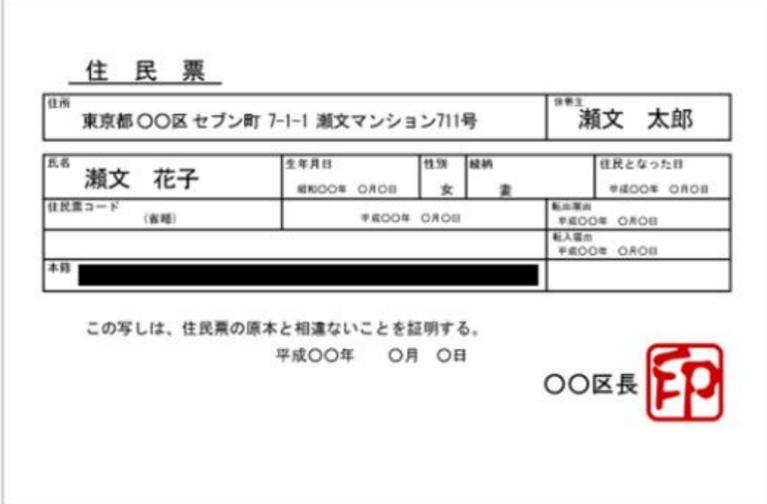 住 民 票
住所 世帯主
東京都〇〇区 セブン町 7-1-1 瀬文マンション711号 瀬文 太郎
氏名 生年月日 性別 続柄 住民となった日
瀬文 花子 昭和〇〇年 〇月〇日 女 妻 平成〇〇年 〇月〇日
住民票コード 転出届出
(省略) 平成〇〇年 〇月〇日 平成〇〇年 〇月〇日
転入届出
平成〇〇年 〇月〇日
本籍
この写しは、住民票の原本と相違ないことを証明する。
平成〇〇年 〇月 〇日
〇〇区長 印